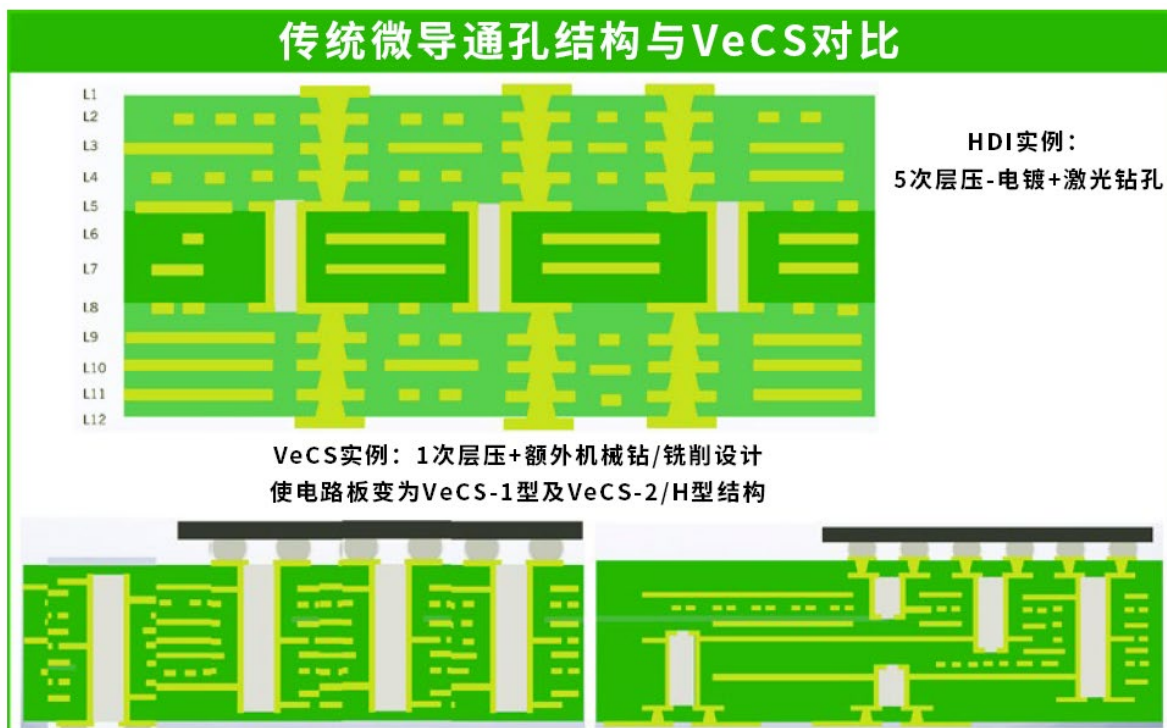 传统微导通孔结构与VeCS对比
L1
L2
L3
L4
L5
L6
L7
L8
L9
L10
L11
L12
HDI实例：
5次层压-电镀+激光钻孔
VeCS实例：1次层压+额外机械钻/铣削设计
使电路板变为VeCS-1型及VeCS-2/H型结构